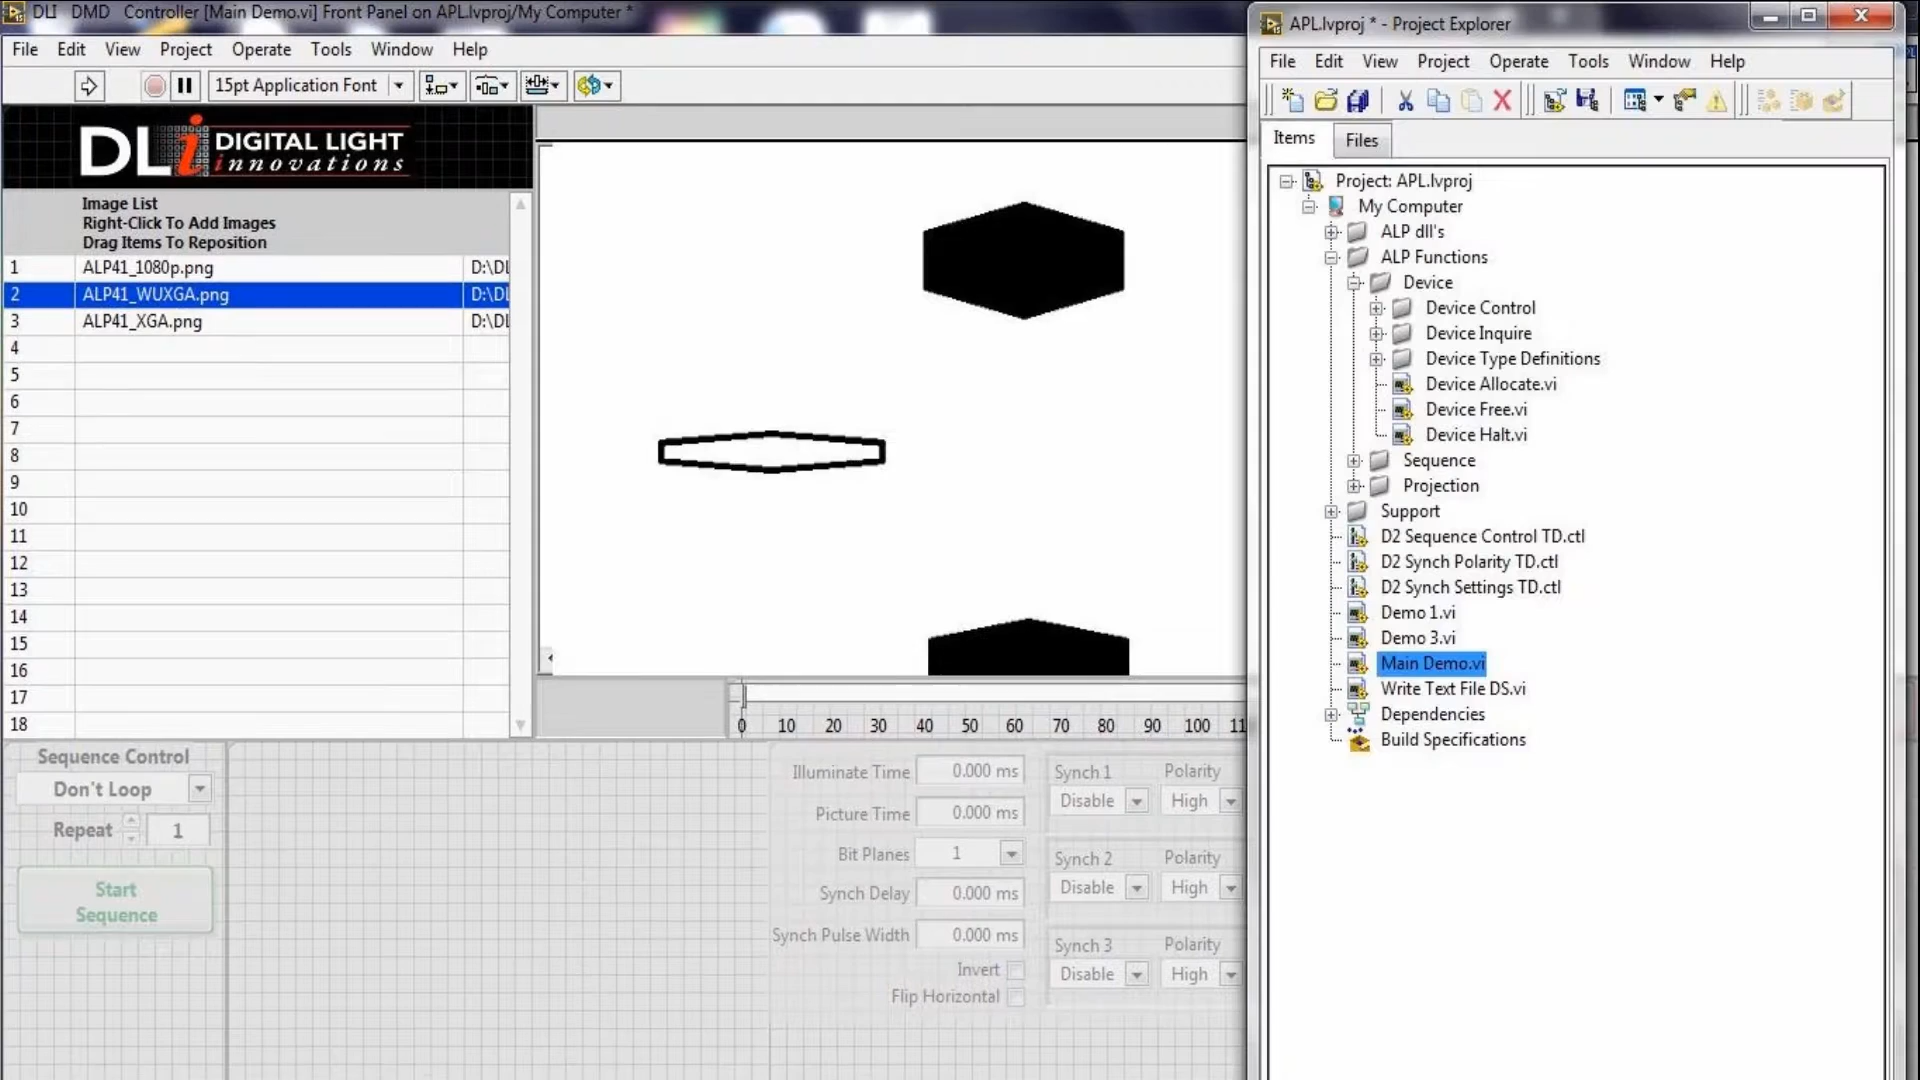 DLI DMD Controller [Main Demo.vi] Front Panel on APL.lvproj/My Computer *
File Edit View Project Operate Tools Window Help
15pt Application Font
DLi DIGITAL LIGHT
innovations
Image List
Right-Click To Add Images
Drag Items To Reposition
1 ALP41_1080p.png D:\DL
2 ALP41_WUXGA.png D:\DL
3 ALP41_XGA.png D:\DL
4
5
6
7
8
9
10
11
12
13
14
15
16
17
18
0 10 20 30 40 50 60 70 80 90 100 11
Sequence Control
Don't Loop
Repeat 1
Start
Sequence
Illuminate Time 0.000 ms
Picture Time 0.000 ms
Bit Planes 1
Synch Delay 0.000 ms
Synch Pulse Width 0.000 ms
Invert
Flip Horizontal
Synch 1 Polarity
Disable High
Synch 2 Polarity
Disable High
Synch 3 Polarity
Disable High
APL.lvproj * - Project Explorer
File Edit View Project Operate Tools Window Help
Items Files
Project: APL.lvproj
My Computer
ALP dll's
ALP Functions
Device
Device Control
Device Inquire
Device Type Definitions
Device Allocate.vi
Device Free.vi
Device Halt.vi
Sequence
Projection
Support
D2 Sequence Control TD.ctl
D2 Synch Polarity TD.ctl
D2 Synch Settings TD.ctl
Demo 1.vi
Demo 3.vi
Main Demo.vi
Write Text File DS.vi
Dependencies
Build Specifications